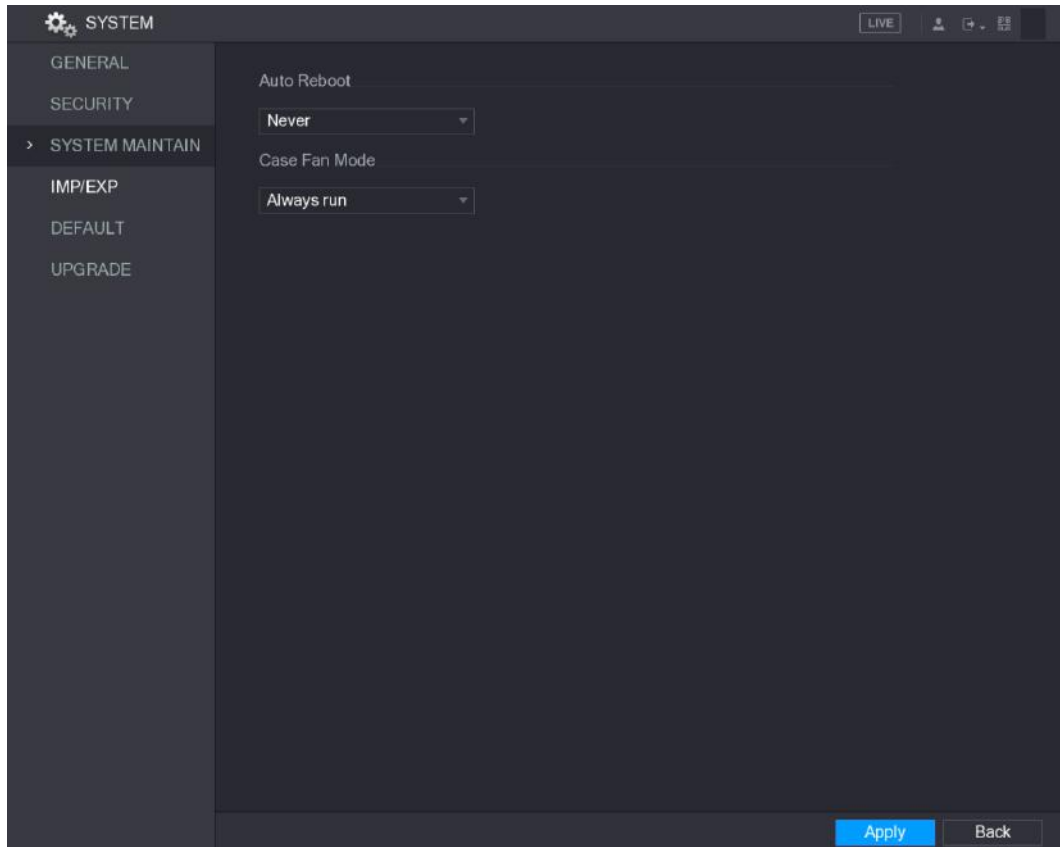 SYSTEM
LIVE
GENERAL
SECURITY
> SYSTEM MAINTAIN
IMP/EXP
DEFAULT
UPGRADE
Auto Reboot
Never
Case Fan Mode
Always run
Apply
Back